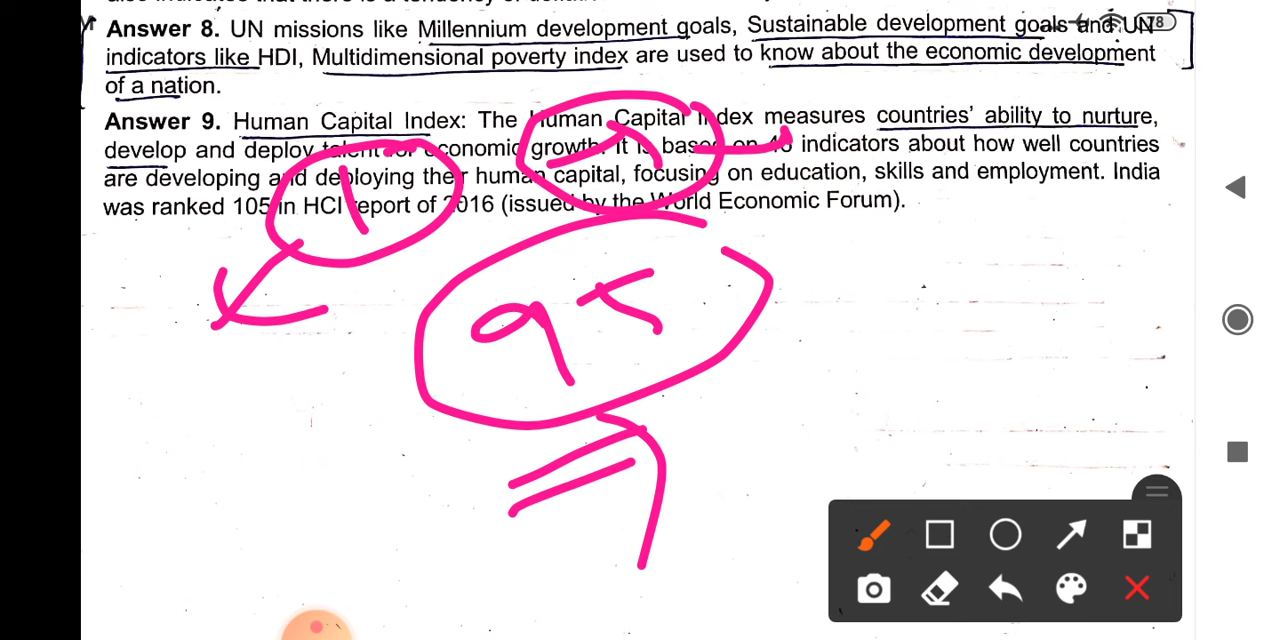 Answer 8. UN missions like Millennium development goals, Sustainable development goals and UN
indicators like HDI, Multidimensional poverty index are used to know about the economic development
of a nation.
Answer 9. Human Capital Index: The Human Capital Index measures countries' ability to nurture,
develop and deploy talent for economic growth. It is based on 46 indicators about how well countries
are developing and deploying their human capital, focusing on education, skills and employment. India
was ranked 105 in HCI report of 2016 (issued by the World Economic Forum).